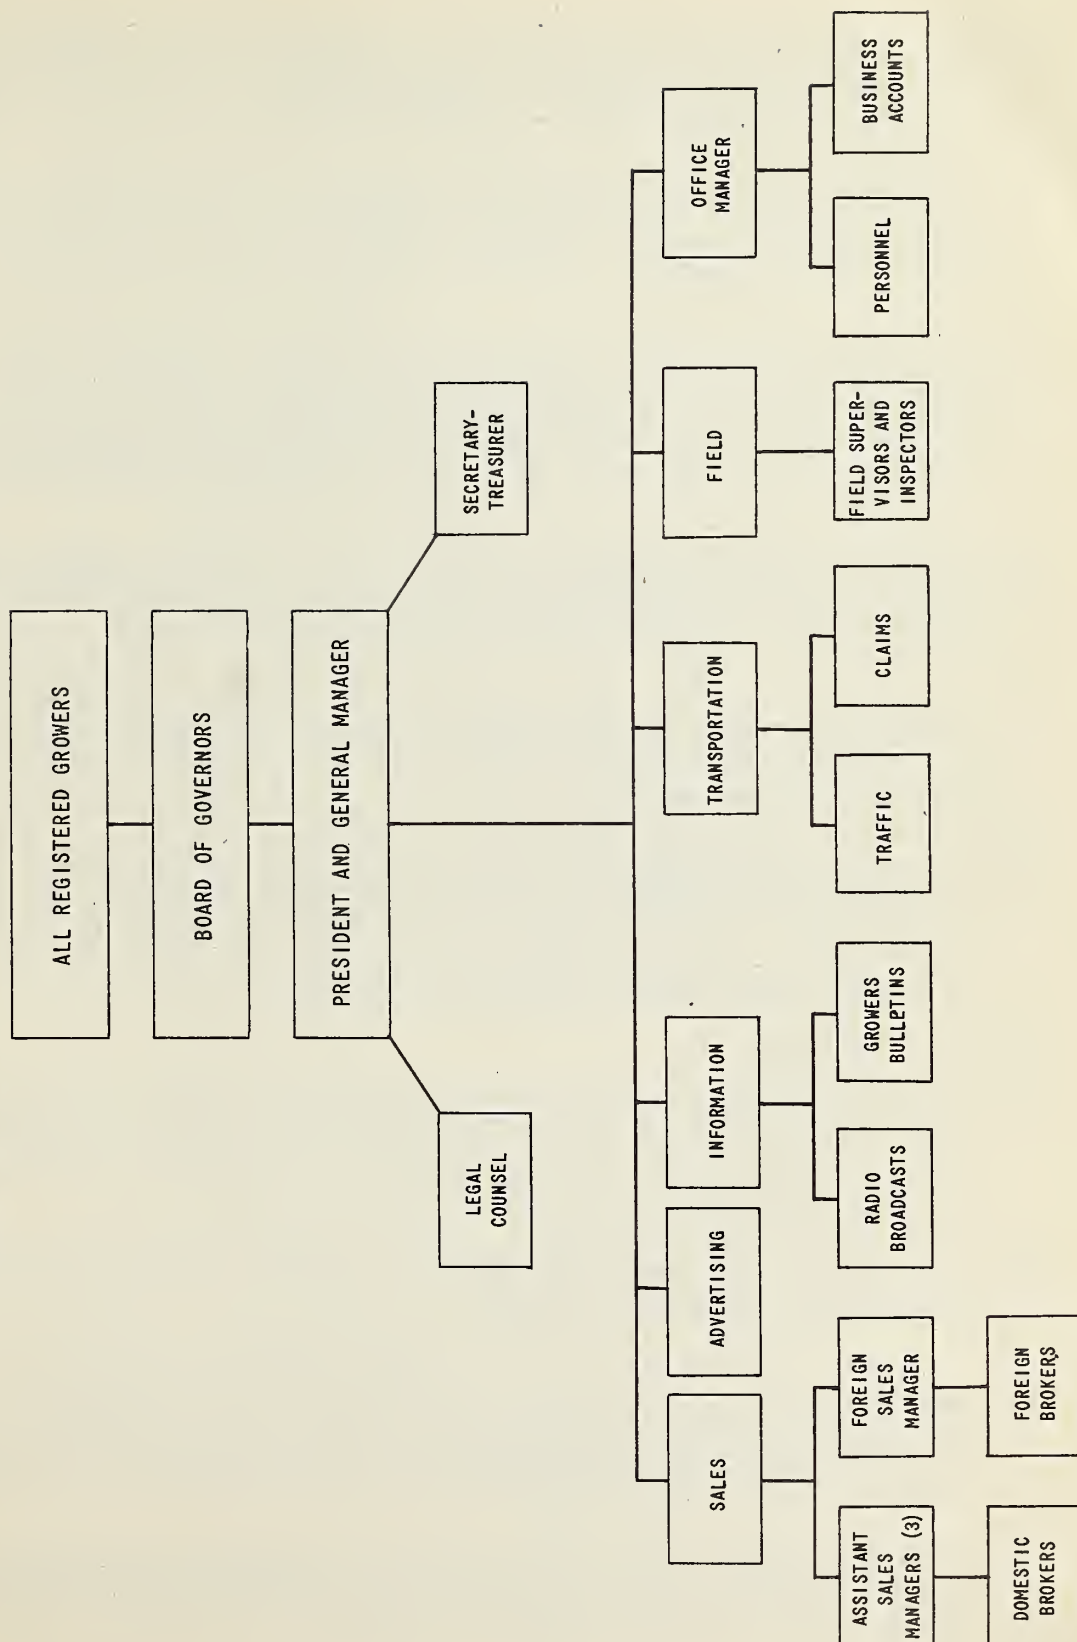 ALL REGISTERED GROWERS
BOARD OF GOVERNORS
PRESIDENT AND GENERAL MANAGER
LEGAL
COUNSEL
SECRETARY-
TREASURER
SALES
ADVERTISING
INFORMATION
TRANSPORTATION
FIELD
OFFICE
MANAGER
ASSISTANT
SALES
MANAGERS (3)
FOREIGN
SALES
MANAGER
RADIO
BROADCASTS
GROWERS
BULLETINS
TRAFFIC
CLAIMS
FIELD SUPER-
VISORS AND
INSPECTORS
PERSONNEL
BUSINESS
ACCOUNTS
DOMESTIC
BROKERS
FOREIGN
BROKERS